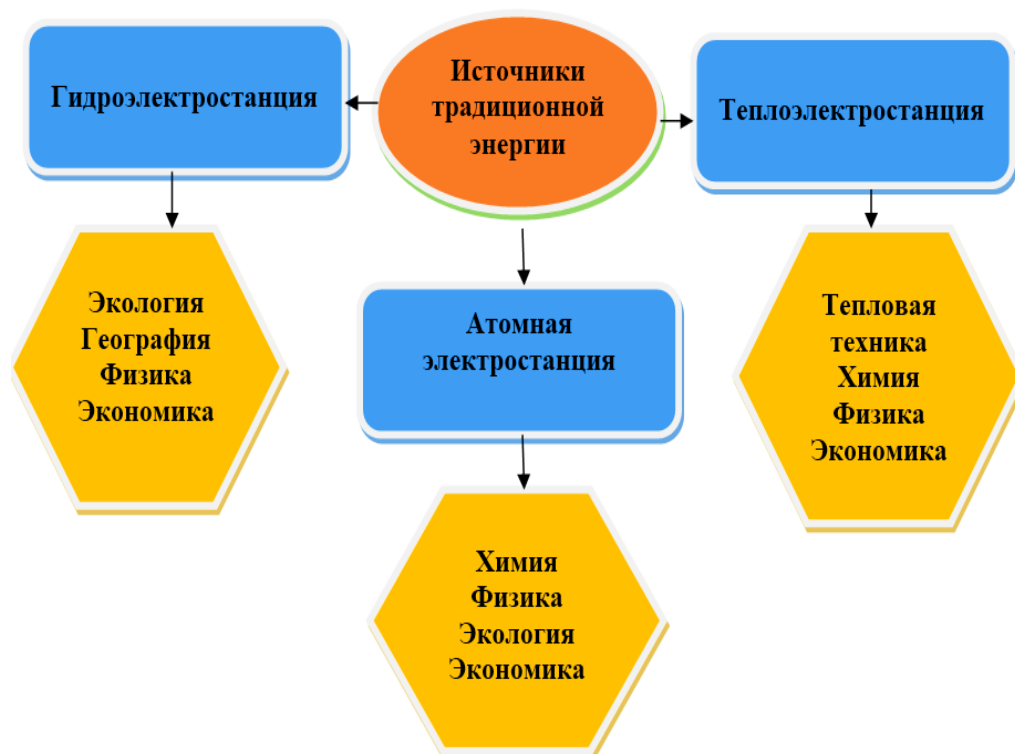 Источники
традиционной
энергии
Гидроэлектростанция
Теплоэлектростанция
Экология
География
Физика
Экономика
Атомная
электростанция
Тепловая
техника
Химия
Физика
Экономика
Химия
Физика
Экология
Экономика